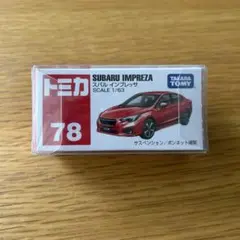 トミカ
78
SUBARU IMPREZA
スバル インプレッサ
SCALE 1/63
TAKARA
TOMY
サスペンション/ボンネット開閉